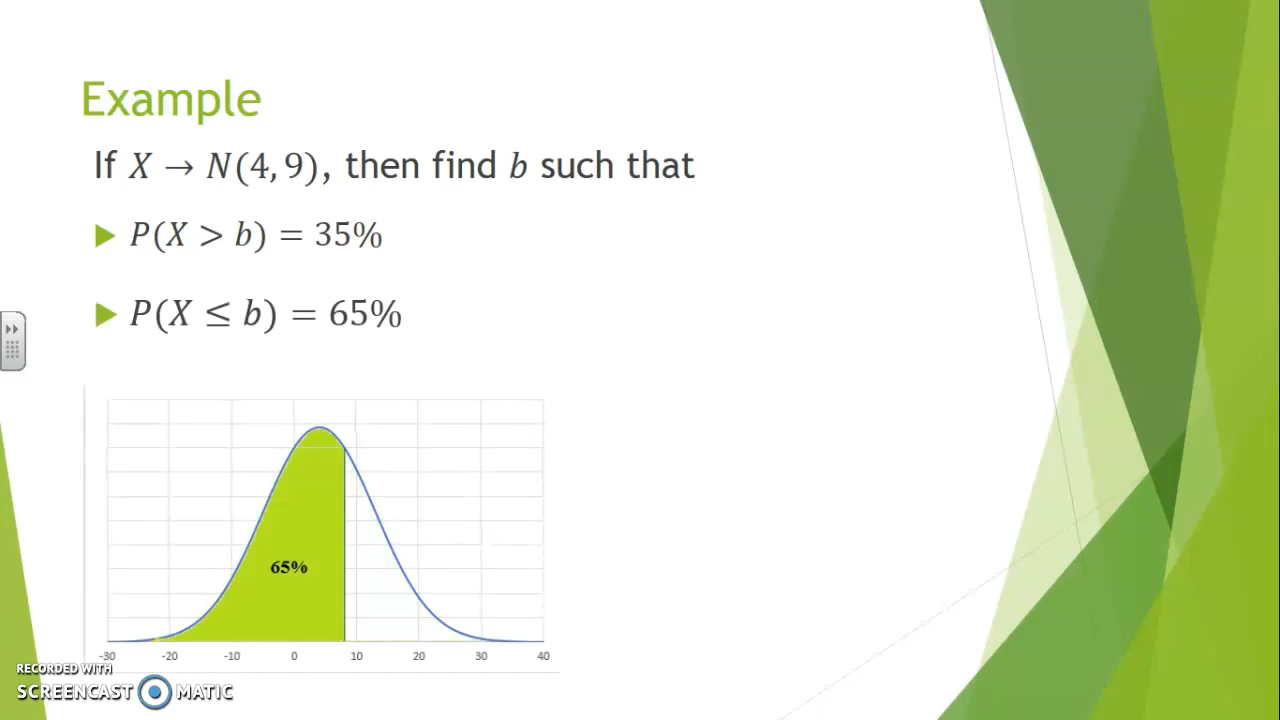 Example
If X → N(4, 9), then find b such that
P(X > b) = 35%
P(X ≤ b) = 65%
65%
-30 -20 -10 0 10 20 30 40
RECORDED WITH
SCREENCAST MATIC